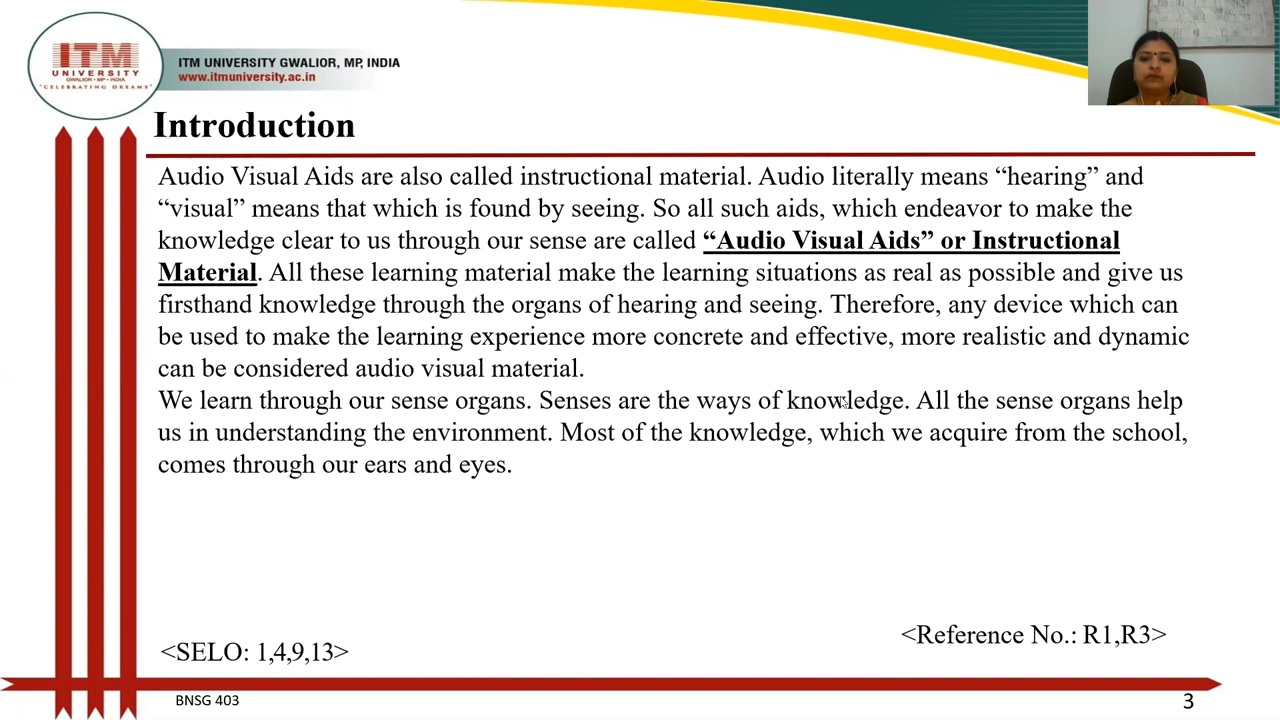 ITM
UNIVERSITY
GWALIOR • MP • INDIA
"CELEBRATING DREAMS"
ITM UNIVERSITY GWALIOR, MP, INDIA
www.itmuniversity.ac.in
Introduction
Audio Visual Aids are also called instructional material. Audio literally means “hearing” and
“visual” means that which is found by seeing. So all such aids, which endeavor to make the
knowledge clear to us through our sense are called “Audio Visual Aids” or Instructional
Material. All these learning material make the learning situations as real as possible and give us
firsthand knowledge through the organs of hearing and seeing. Therefore, any device which can
be used to make the learning experience more concrete and effective, more realistic and dynamic
can be considered audio visual material.
We learn through our sense organs. Senses are the ways of knowledge. All the sense organs help
us in understanding the environment. Most of the knowledge, which we acquire from the school,
comes through our ears and eyes.
<Reference No.: R1,R3>
<SELO: 1,4,9,13>
BNSG 403
3